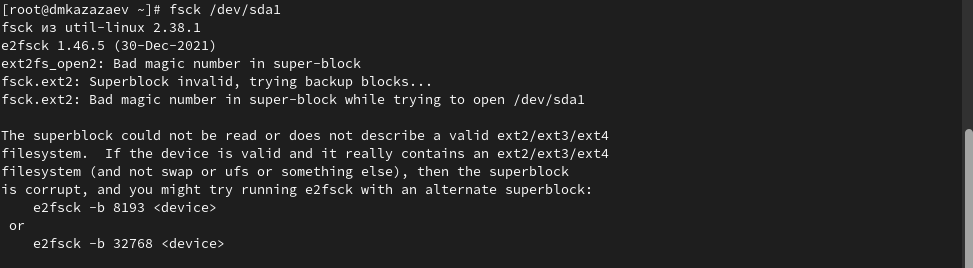 [root@dmkazazaev ~]# fsck /dev/sda1
fsck из util-linux 2.38.1
e2fsck 1.46.5 (30-Dec-2021)
ext2fs_open2: Bad magic number in super-block
fsck.ext2: Superblock invalid, trying backup blocks...
fsck.ext2: Bad magic number in super-block while trying to open /dev/sda1

The superblock could not be read or does not describe a valid ext2/ext3/ext4
filesystem.  If the device is valid and it really contains an ext2/ext3/ext4
filesystem (and not swap or ufs or something else), then the superblock
is corrupt, and you might try running e2fsck with an alternate superblock:
    e2fsck -b 8193 <device>
 or
    e2fsck -b 32768 <device>